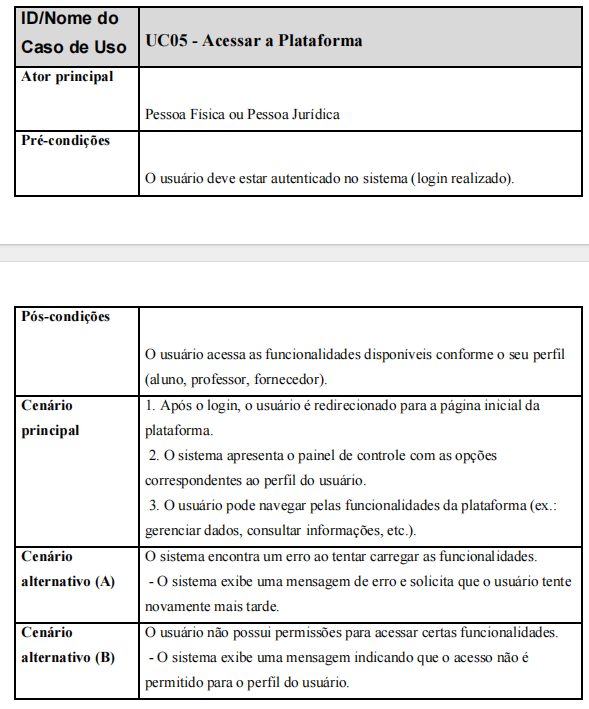 ID/Nome do
Caso de Uso
UC05 - Acessar a Plataforma
Ator principal
Pessoa Física ou Pessoa Jurídica
Pré-condições
O usuário deve estar autenticado no sistema (login realizado).
Pós-condições
O usuário acessa as funcionalidades disponíveis conforme o seu perfil
(aluno, professor, fornecedor).
Cenário
principal
1. Após o login, o usuário é redirecionado para a página inicial da
plataforma.
2. O sistema apresenta o painel de controle com as opções
correspondentes ao perfil do usuário.
3. O usuário pode navegar pelas funcionalidades da plataforma (ex.:
gerenciar dados, consultar informações, etc.).
Cenário
alternativo (A)
O sistema encontra um erro ao tentar carregar as funcionalidades.
- O sistema exibe uma mensagem de erro e solicita que o usuário tente
novamente mais tarde.
Cenário
alternativo (B)
O usuário não possui permissões para acessar certas funcionalidades.
- O sistema exibe uma mensagem indicando que o acesso não é
permitido para o perfil do usuário.